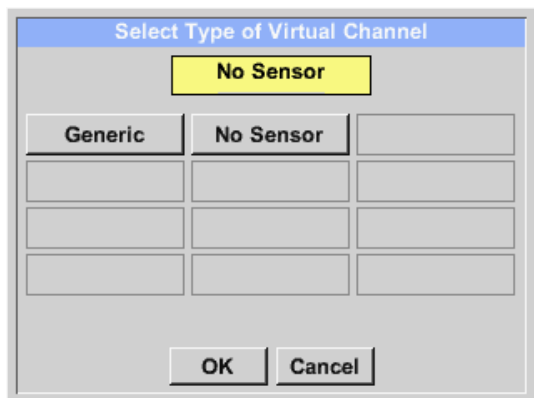 Select Type of Virtual Channel
No Sensor
Generic No Sensor
OK Cancel